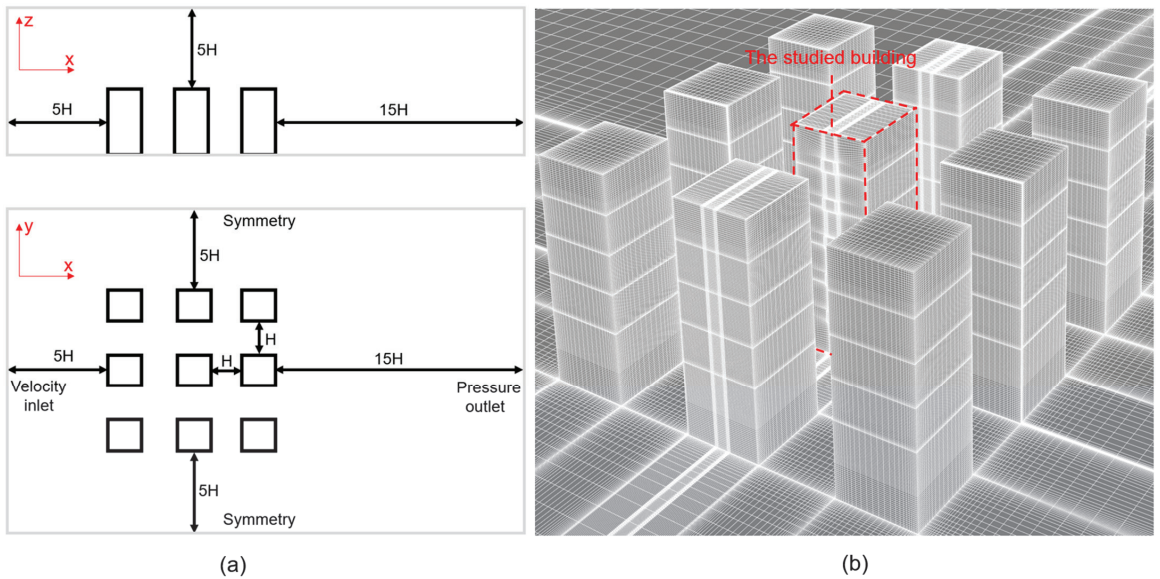 z
x
5H
5H
15H
y
x
Symmetry
5H
H
H
5H
15H
Velocity
inlet
Pressure
outlet
5H
Symmetry
(a)
The studied building
(b)